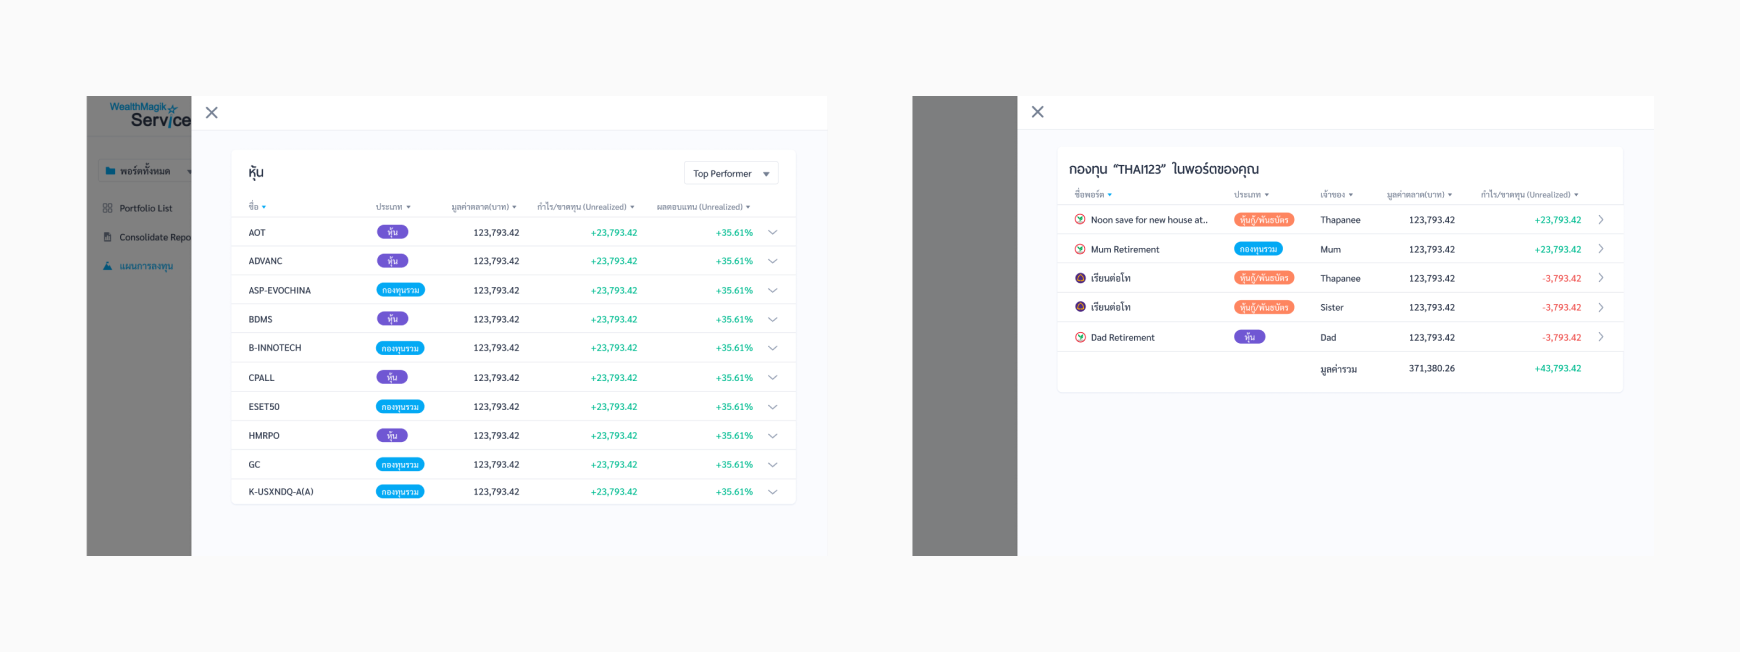 WealthMagik
Service
พอร์ตทั้งหมด
Portfolio List
Consolidate Repo
แผนการลงทุน
หุ้น
Top Performer
ชื่อ ประเภท มูลค่าตลาด(บาท) กำไร/ขาดทุน (Unrealized) ผลตอบแทน (Unrealized)
AOT หุ้น 123,793.42 +23,793.42 +35.61%
ADVANC หุ้น 123,793.42 +23,793.42 +35.61%
ASP-EVOCHINA กองทุนรวม 123,793.42 +23,793.42 +35.61%
BDMS หุ้น 123,793.42 +23,793.42 +35.61%
B-INNOTECH กองทุนรวม 123,793.42 +23,793.42 +35.61%
CPALL หุ้น 123,793.42 +23,793.42 +35.61%
ESET50 กองทุนรวม 123,793.42 +23,793.42 +35.61%
HMRPO หุ้น 123,793.42 +23,793.42 +35.61%
GC กองทุนรวม 123,793.42 +23,793.42 +35.61%
K-USXNDQ-A(A) กองทุนรวม 123,793.42 +23,793.42 +35.61%
กองทุน “THAI123” ในพอร์ตของคุณ
ชื่อพอร์ต ประเภท เจ้าของ มูลค่าตลาด(บาท) กำไร/ขาดทุน (Unrealized)
Noon save for new house at.. หุ้นกู้/พันธบัตร Thapanee 123,793.42 +23,793.42
Mum Retirement กองทุนรวม Mum 123,793.42 +23,793.42
เรียนต่อโท หุ้นกู้/พันธบัตร Thapanee 123,793.42 -3,793.42
เรียนต่อโท หุ้นกู้/พันธบัตร Sister 123,793.42 -3,793.42
Dad Retirement หุ้น Dad 123,793.42 -3,793.42
มูลค่ารวม 371,380.26 +43,793.42